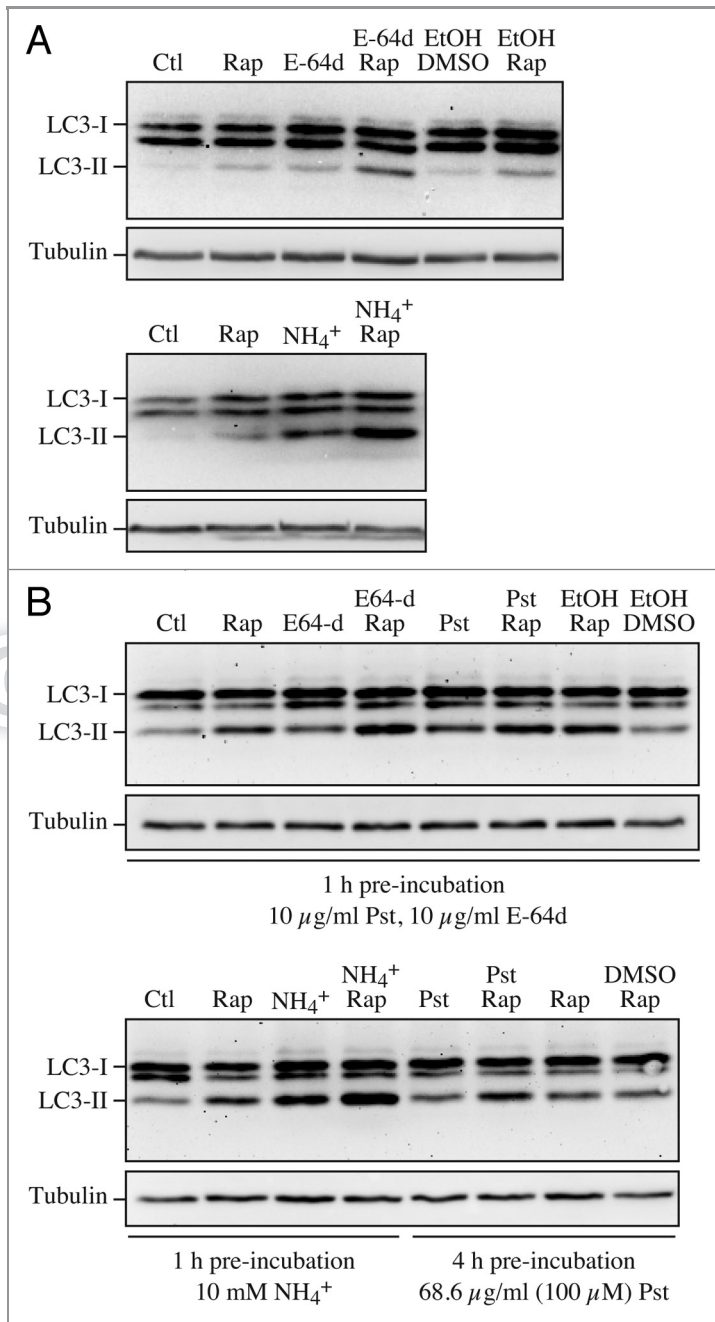 A
E-64d EtOH EtOH
Ctl Rap E-64d Rap DMSO Rap
LC3-I
LC3-II
Tubulin
NH₄⁺
Ctl Rap NH₄⁺ Rap
LC3-I
LC3-II
Tubulin
B
E64-d Pst EtOH EtOH
Ctl Rap E64-d Rap Pst Rap Rap DMSO
LC3-I
LC3-II
Tubulin
1 h pre-incubation
10 µg/ml Pst, 10 µg/ml E-64d
NH₄⁺ Pst DMSO
Ctl Rap NH₄⁺ Rap Pst Rap Rap Rap
LC3-I
LC3-II
Tubulin
1 h pre-incubation 4 h pre-incubation
10 mM NH₄⁺ 68.6 µg/ml (100 µM) Pst